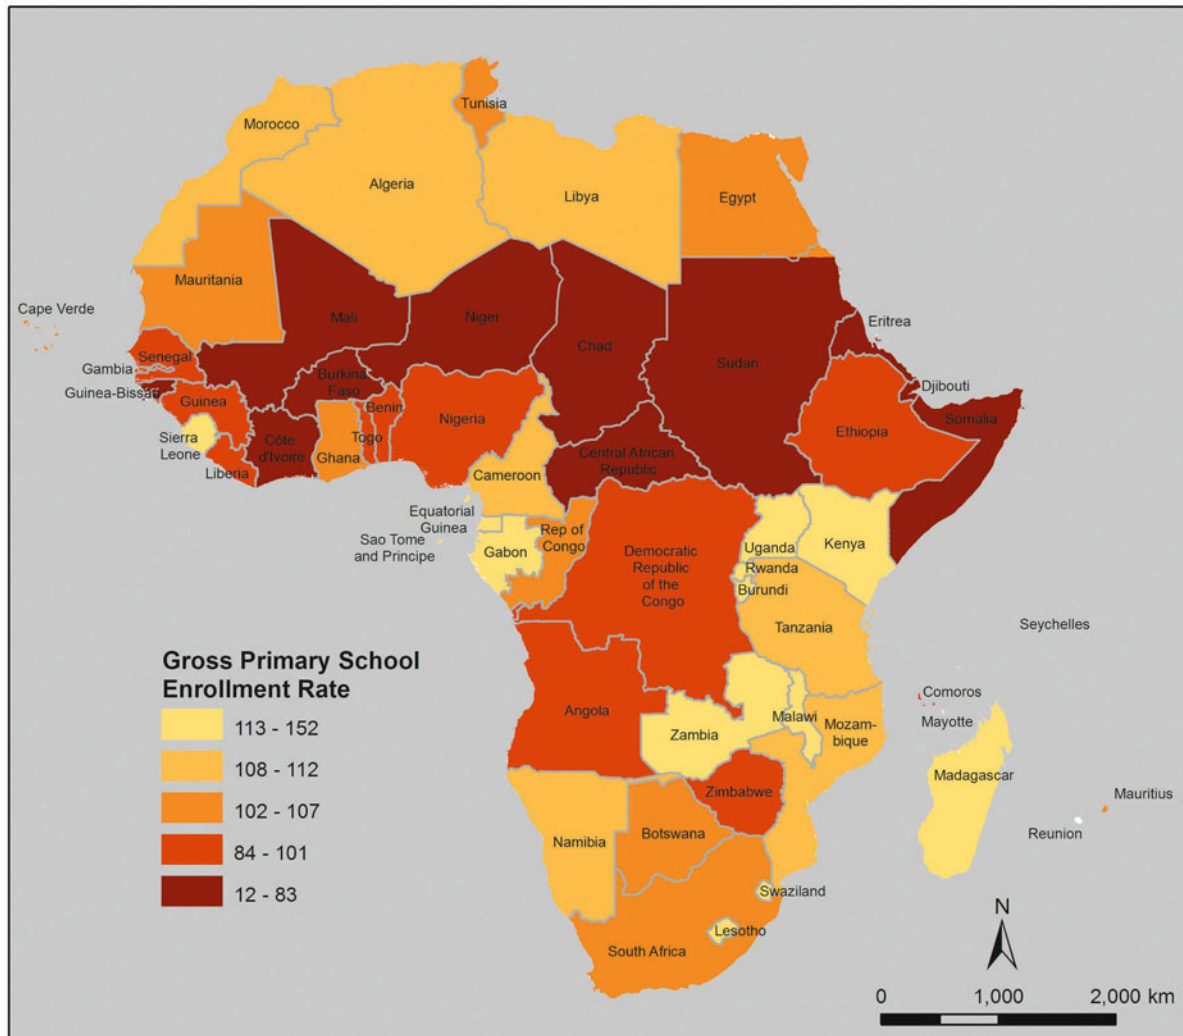 Tunisia
Morocco
Algeria
Libya
Egypt
Mauritania
Cape Verde
Mali
Niger
Chad
Sudan
Eritrea
Senegal
Gambia
Guinea-Bissau
Guinea
Burkina
Faso
Benin
Nigeria
Djibouti
Somalia
Ethiopia
Sierra
Leone
Liberia
Côte
d'Ivoire
Ghana
Togo
Central African
Republic
Cameroon
Equatorial
Guinea
Sao Tome
and Principe
Gabon
Rep of
Congo
Democratic
Republic
of the
Congo
Uganda
Kenya
Rwanda
Burundi
Tanzania
Seychelles
Comoros
Mayotte
Angola
Zambia
Malawi
Mozam-
bique
Madagascar
Mauritius
Reunion
Zimbabwe
Namibia
Botswana
Swaziland
Lesotho
South Africa
Gross Primary School
Enrollment Rate
113 - 152
108 - 112
102 - 107
84 - 101
12 - 83
N
0 1,000 2,000 km